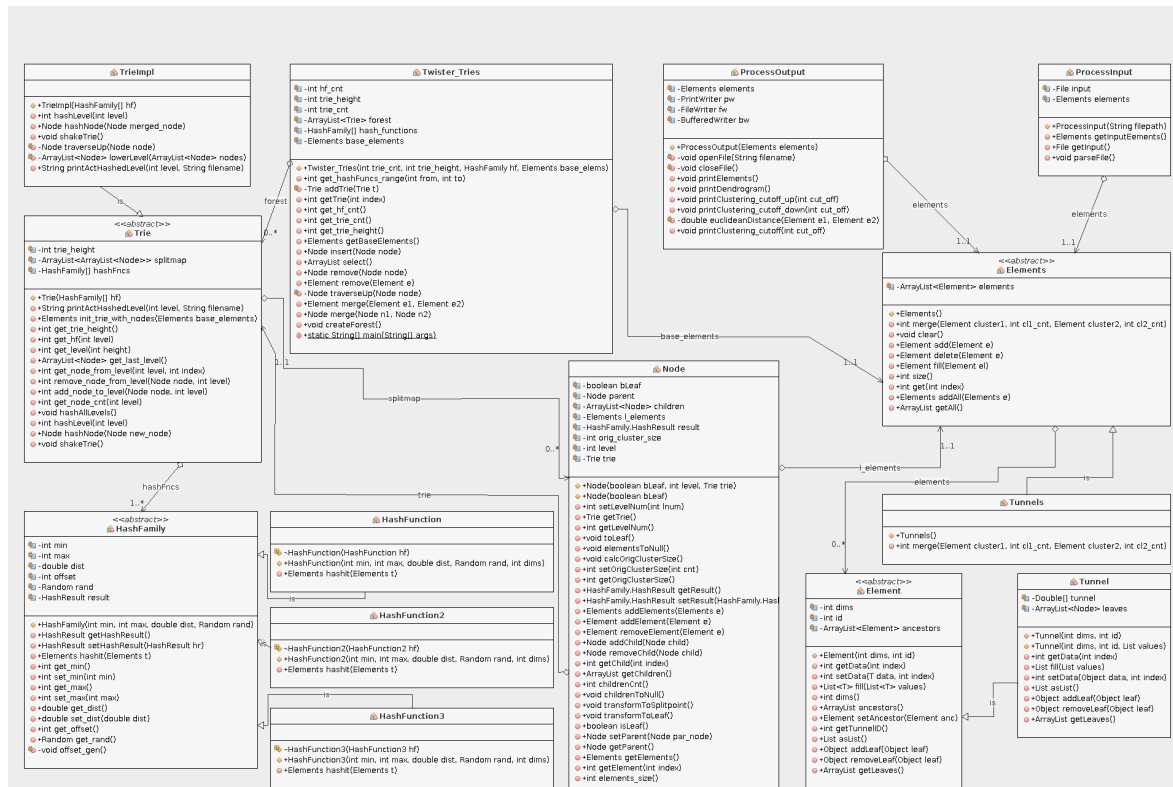 TrieImpl
+TrieImpl(HashFamily[] hf)
+int hashLevel(int level)
+Node hashNode(Node merged_node)
+void shakeTrie()
-Node traverseUp(Node node)
-ArrayList<Node> lowerLevel(ArrayList<Node> nodes)
+String printActHashedLevel(int level, String filename)
is
<<abstract>>
Trie
-int trie_height
-ArrayList<ArrayList<Node>> splitmap
-HashFamily[] hashFncs
+Trie(HashFamily[] hf)
+String printActHashedLevel(int level, String filename)
+Elements init_trie_with_nodes(Elements base_elements)
+int get_trie_height()
+int get_hf(int level)
+int get_level(int height)
+ArrayList<Node> get_last_level()
+int get_node_from_level(int level, int index)
+int remove_node_from_level(Node node, int level)
+int add_node_to_level(Node node, int level)
+int get_node_cnt(int level)
+void hashAllLevels()
+int hashLevel(int level)
+Node hashNode(Node new_node)
+void shakeTrie()
hashFncs
1..*
<<abstract>>
HashFamily
-int min
-int max
-double dist
-int offset
-Random rand
-HashResult result
+HashFamily(int min, int max, double dist, Random rand)
+HashResult getHashResult()
+HashResult setHashResult(HashResult hr)
+Elements hashit(Elements t)
+int get_min()
+int set_min(int min)
+int get_max()
+int set_max(int max)
+double get_dist()
+double set_dist(double dist)
+int get_offset()
+Random get_rand()
-void offset_gen()
Twister_Tries
-int hf_cnt
-int trie_height
-int trie_cnt
-ArrayList<Trie> forest
-HashFamily[] hash_functions
-Elements base_elements
+Twister_Tries(int trie_cnt, int trie_height, HashFamily hf, Elements base_elems)
+int get_hashFuncs_range(int from, int to)
-Trie addTrie(Trie t)
+int getTrie(int index)
+int get_hf_cnt()
+int get_trie_cnt()
+int get_trie_height()
+Elements getBaseElements()
+Node insert(Node node)
+ArrayList select()
+Node remove(Node node)
+Element remove(Element e)
-Node traverseUp(Node node)
+Element merge(Element e1, Element e2)
+Node merge(Node n1, Node n2)
+void createForest()
+static String[] main(String[] args)
forest
0..*
1..1
splitmap
0..*
trie
base_elements
1..1
HashFunction
~HashFunction(HashFunction hf)
+HashFunction(int min, int max, double dist, Random rand, int dims)
+Elements hashit(Elements t)
is
HashFunction2
~HashFunction2(HashFunction2 hf)
+HashFunction2(int min, int max, double dist, Random rand, int dims)
+Elements hashit(Elements t)
is
is
HashFunction3
~HashFunction3(HashFunction3 hf)
+HashFunction3(int min, int max, double dist, Random rand, int dims)
+Elements hashit(Elements t)
Node
-boolean bLeaf
-Node parent
-ArrayList<Node> children
-Elements l_elements
-HashFamily.HashResult result
-int orig_cluster_size
-int level
-Trie trie
+Node(boolean bLeaf, int level, Trie trie)
+Node(boolean bLeaf)
+int setLevelNum(int lnum)
+Trie getTrie()
+int getLevelNum()
+void toLeaf()
+void elementsToNull()
+void calcOrigClusterSize()
+int setOrigClusterSize(int cnt)
+int getOrigClusterSize()
+HashFamily.HashResult getResult()
+HashFamily.HashResult setResult(HashFamily.Hasl
+Elements addElements(Elements e)
+Element addElement(Element e)
+Element removeElement(Element e)
+Node addChild(Node child)
+Node removeChild(Node child)
+int getChild(int index)
+ArrayList getChildren()
+int childrenCnt()
+void childrenToNull()
+void transformToSplitpoint()
+void transformToLeaf()
+boolean isLeaf()
+Node setParent(Node par_node)
+Node getParent()
+Elements getElements()
+int getElement(int index)
+int elements_size()
ProcessOutput
-Elements elements
-PrintWriter pw
-FileWriter fw
-BufferedWriter bw
+ProcessOutput(Elements elements)
-void openFile(String filename)
-void closeFile()
+void printElements()
+void printDendrogram()
+void printClustering_cutoff_up(int cut_off)
+void printClustering_cutoff_down(int cut_off)
-double euclideanDistance(Element e1, Element e2)
+void printClustering_cutoff(int cut_off)
elements
1..1
ProcessInput
-File input
-Elements elements
+ProcessInput(String filepath)
+Elements getInputEements()
+File getInput()
+void parseFile()
elements
1..1
<<abstract>>
Elements
-ArrayList<Element> elements
+Elements()
+int merge(Element cluster1, int cl1_cnt, Element cluster2, int cl2_cnt)
+void clear()
+Element add(Element e)
+Element delete(Element e)
+Element fill(Element el)
+int size()
+int get(int index)
+Elements addAll(Elements e)
+ArrayList getAll()
1..1
l_elements
elements
is
Tunnels
+Tunnels()
+int merge(Element cluster1, int cl1_cnt, Element cluster2, int cl2_cnt)
0..*
<<abstract>>
Element
-int dims
-int id
-ArrayList<Element> ancestors
+Element(int dims, int id)
+int getData(int index)
+int setData(T data, int index)
+List<T> fill(List<T> values)
+int dims()
+ArrayList ancestors()
+Element setAncestor(Element anc)
+int getTunnelID()
+List asList()
+Object addLeaf(Object leaf)
+Object removeLeaf(Object leaf)
+ArrayList getLeaves()
is
Tunnel
-Double[] tunnel
-ArrayList<Node> leaves
+Tunnel(int dims, int id)
+Tunnel(int dims, int id, List values)
+int getData(int index)
+List fill(List values)
+int setData(Object data, int index)
+List asList()
+Object addLeaf(Object leaf)
+Object removeLeaf(Object leaf)
+ArrayList getLeaves()